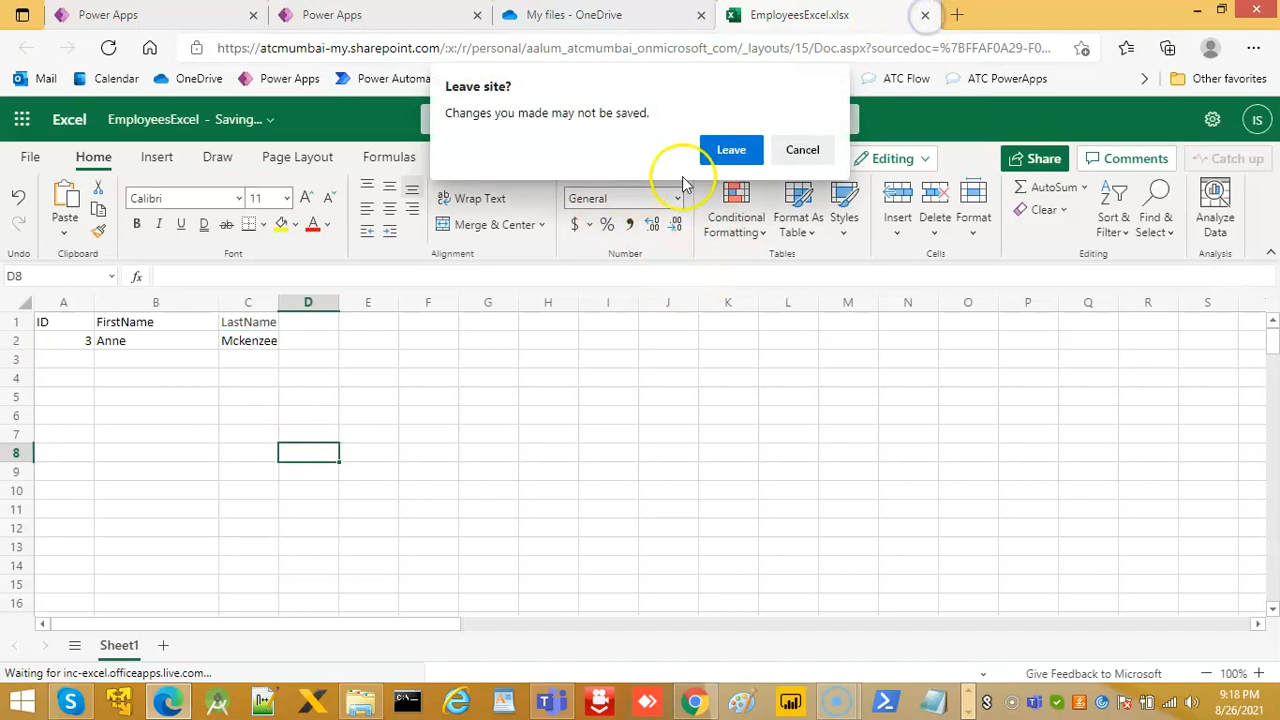 Power Apps
Power Apps
My files - OneDrive
EmployeesExcel.xlsx
https://atcmumbai-my.sharepoint.com/:x:/r/personal/aalum_atcmumbai_onmicrosoft_com/_layouts/15/Doc.aspx?sourcedoc=%7BFFAF0A29-F0...
Mail
Calendar
OneDrive
Power Apps
Power Automa
ATC Flow
ATC PowerApps
Other favorites
Leave site?
Changes you made may not be saved.
Leave
Cancel
Excel
EmployeesExcel - Saving...
IS
File
Home
Insert
Draw
Page Layout
Formulas
Editing
Share
Comments
Catch up
Calibri
11
Wrap Text
Merge & Center
General
Conditional Formatting
Format As Table
Styles
Insert
Delete
Format
AutoSum
Clear
Sort & Filter
Find & Select
Analyze Data
Paste
Undo
Clipboard
Font
Alignment
Number
Tables
Cells
Editing
Analysis
D8
fx
A B C D E F G H I J K L M N O P Q R S
1 ID FirstName LastName
2 3 Anne Mckenzee
3
4
5
6
7
8
9
10
11
12
13
14
15
16
Sheet1
Waiting for inc-excel.officeapps.live.com...
Give Feedback to Microsoft
100%
9:18 PM
8/26/2021